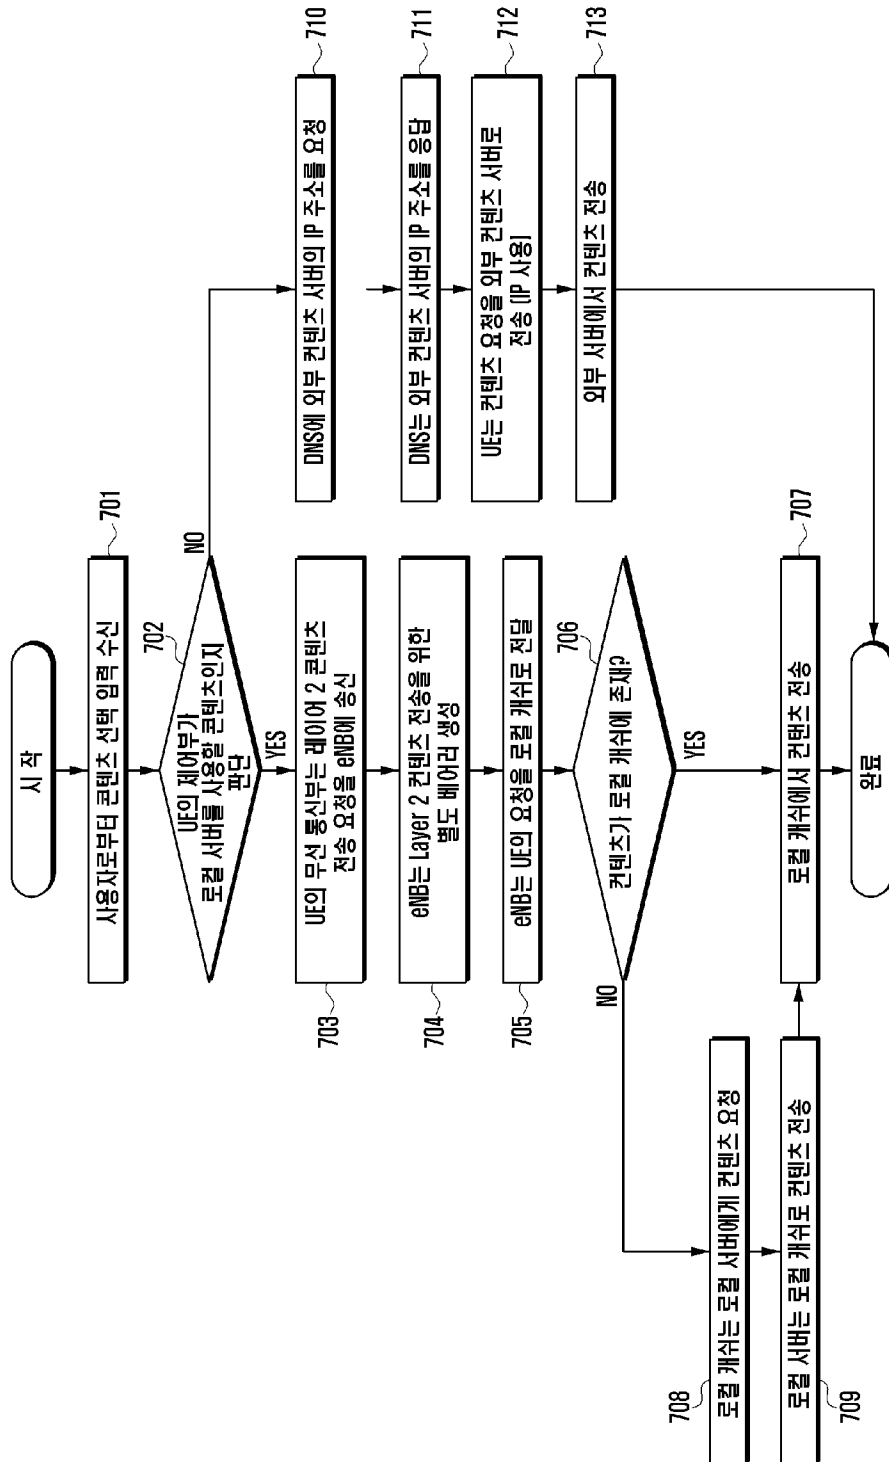 시 작
사용자로부터 콘텐츠 선택 입력 수신
701
UE의 제어부가
로컬 서버를 사용할 콘텐츠인지
판단
702
NO
YES
UE의 무선 통신부는 레이어 2 콘텐츠
전송 요청을 eNB에 송신
703
eNB는 Layer 2 컨텐츠 전송을 위한
별도 베어러 생성
704
eNB는 UE의 요청을 로컬 캐쉬로 전달
705
컨텐츠가 로컬 캐쉬에 존재?
706
NO
YES
로컬 캐쉬에서 컨텐츠 전송
707
로컬 캐쉬는 로컬 서버에게 컨텐츠 요청
708
로컬 서버는 로컬 캐쉬로 컨텐츠 전송
709
DNS에 외부 컨텐츠 서버의 IP 주소를 요청
710
DNS는 외부 컨텐츠 서버의 IP 주소를 응답
711
UE는 컨텐츠 요청을 외부 컨텐츠 서버로
전송 (IP 사용)
712
외부 서버에서 컨텐츠 전송
713
완료